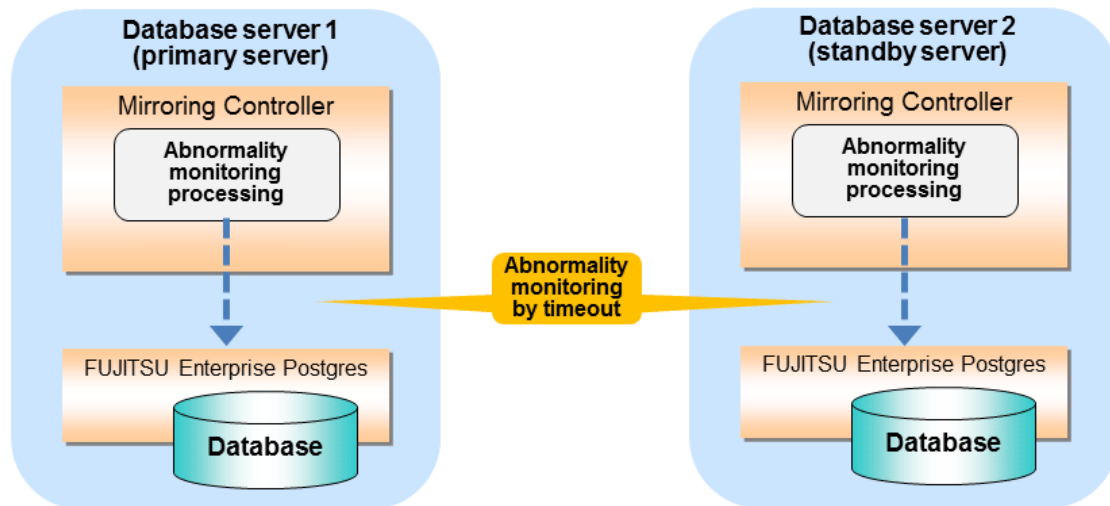 Database server 1
(primary server)
Mirroring Controller
Abnormality
monitoring
processing
FUJITSU Enterprise Postgres
Database
Abnormality
monitoring
by timeout
Database server 2
(standby server)
Mirroring Controller
Abnormality
monitoring
processing
FUJITSU Enterprise Postgres
Database